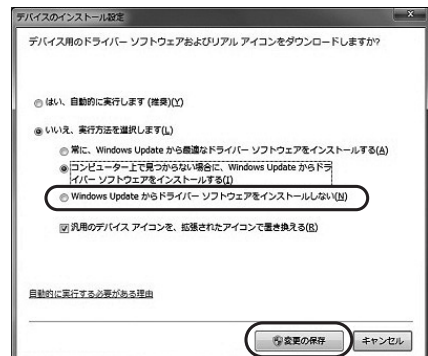 デバイスのインストール設定
デバイス用のドライバー ソフトウェアおよびリアル アイコンをダウンロードしますか?
はい、自動的に実行します (推奨)(Y)
いいえ、実行方法を選択します(L)
常に、Windows Update から最適なドライバー ソフトウェアをインストールする(A)
コンピューター上で見つからない場合に、Windows Update からドラ
イバー ソフトウェアをインストールする(I)
Windows Update からドライバー ソフトウェアをインストールしない(N)
汎用のデバイス アイコンを、拡張されたアイコンで置き換える(R)
自動的に実行する必要がある理由
変更の保存
キャンセル